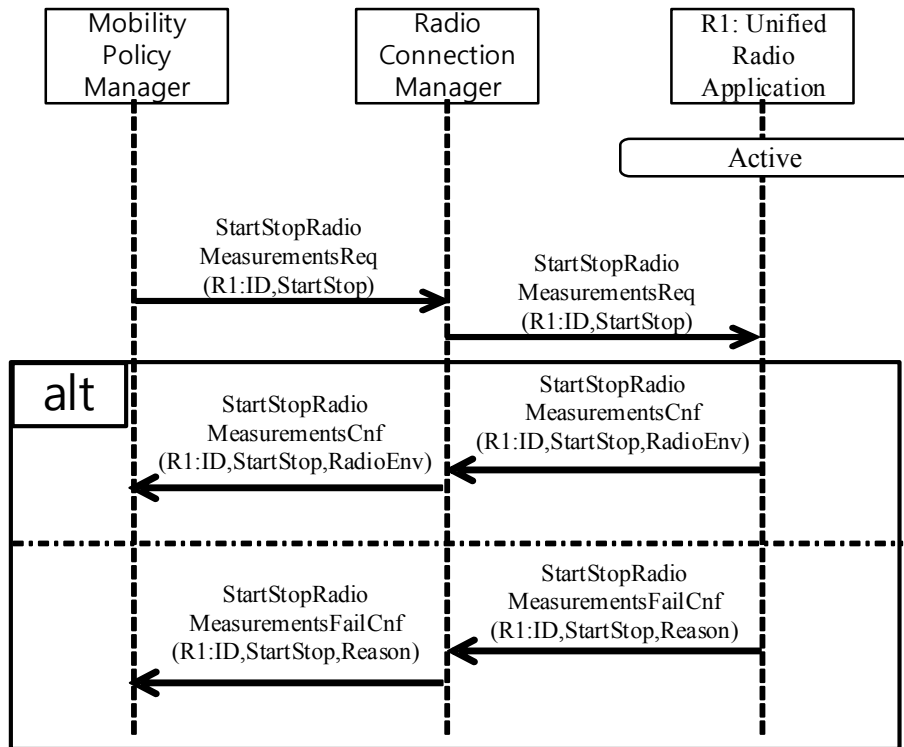 Mobility
Policy
Manager
Radio
Connection
Manager
R1: Unified
Radio
Application
Active
StartStopRadio
MeasurementsReq
(R1:ID,StartStop)
StartStopRadio
MeasurementsReq
(R1:ID,StartStop)
alt
StartStopRadio
MeasurementsCnf
(R1:ID,StartStop,RadioEnv)
StartStopRadio
MeasurementsCnf
(R1:ID,StartStop,RadioEnv)
StartStopRadio
MeasurementsFailCnf
(R1:ID,StartStop,Reason)
StartStopRadio
MeasurementsFailCnf
(R1:ID,StartStop,Reason)